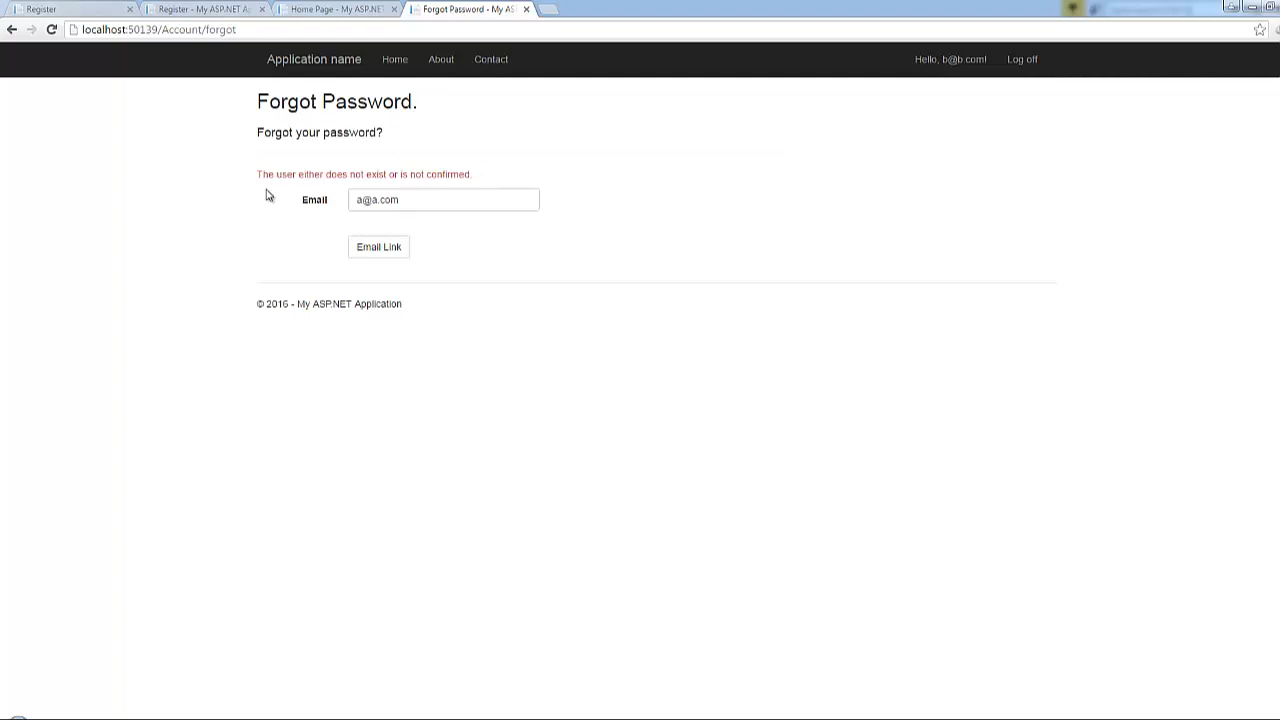 Register
Register - My ASP.NET A
Home Page - My ASP.NET
Forgot Password - My AS
localhost:50139/Account/forgot
Application name
Home
About
Contact
Hello, b@b.com!
Log off
Forgot Password.
Forgot your password?
The user either does not exist or is not confirmed.
Email
a@a.com
Email Link
© 2016 - My ASP.NET Application